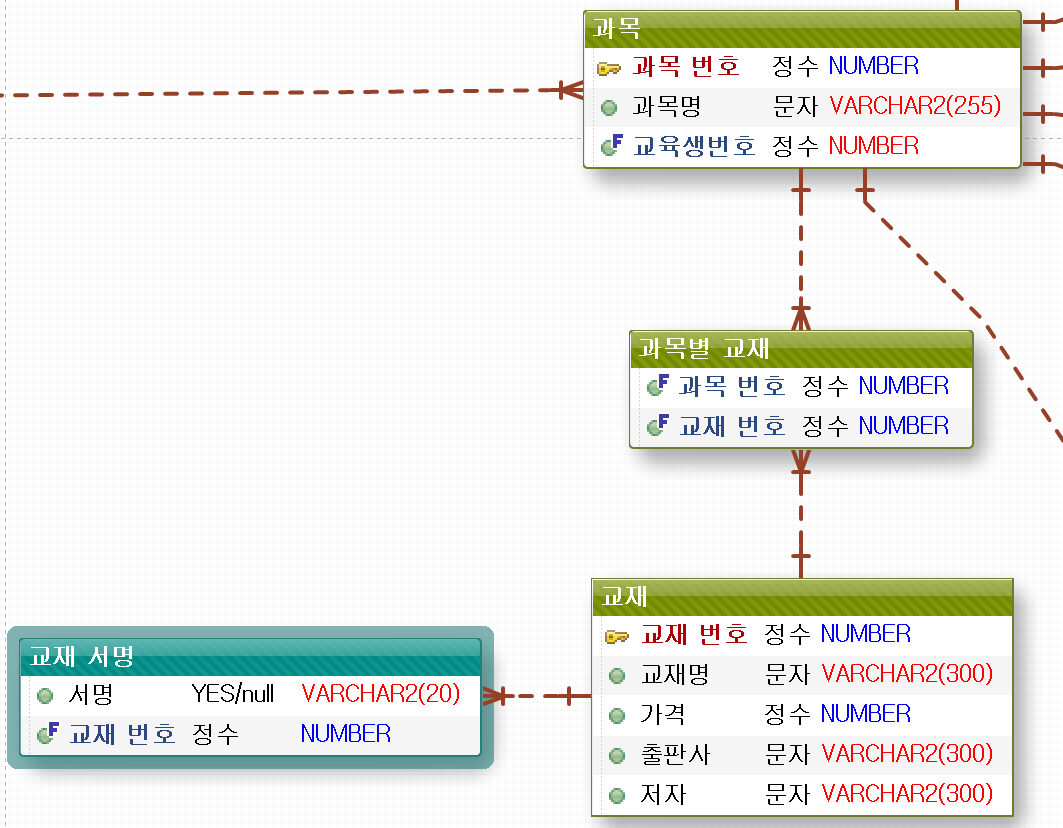 과목
과목 번호 정수 NUMBER
과목명 문자 VARCHAR2(255)
F 교육생번호 정수 NUMBER
과목별 교재
F 과목 번호 정수 NUMBER
F 교재 번호 정수 NUMBER
교재
교재 번호 정수 NUMBER
교재명 문자 VARCHAR2(300)
가격 정수 NUMBER
출판사 문자 VARCHAR2(300)
저자 문자 VARCHAR2(300)
교재 서명
서명 YES/null VARCHAR2(20)
F 교재 번호 정수 NUMBER